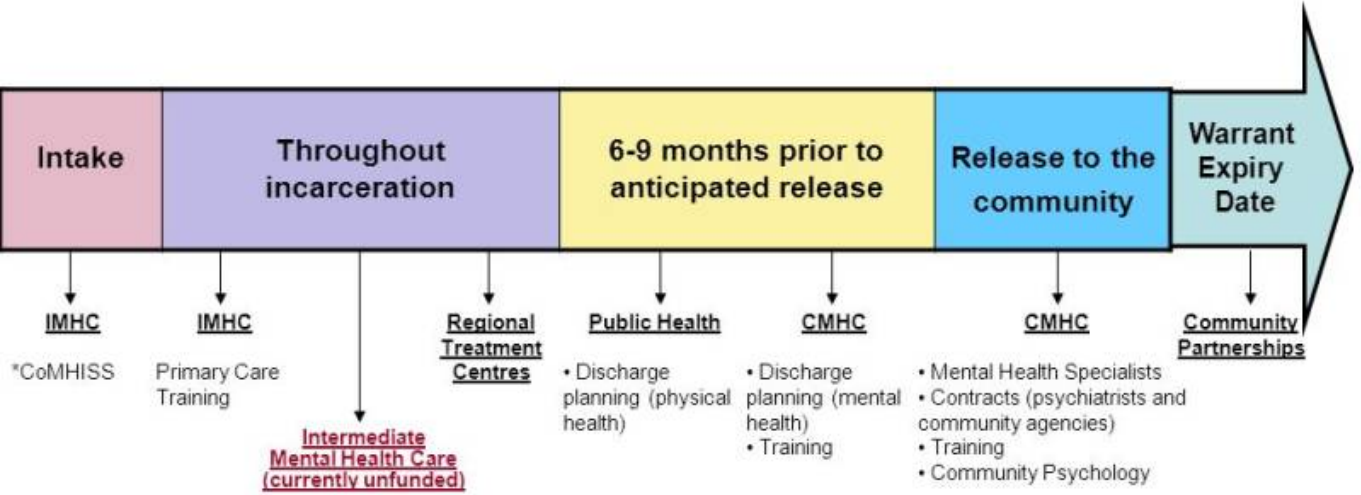 Intake
Throughout
incarceration
6-9 months prior to
anticipated release
Release to the
community
Warrant
Expiry
Date
IMHC
*CoMHISS
IMHC
Primary Care
Training
Intermediate
Mental Health Care
(currently unfunded)
Regional
Treatment
Centres
Public Health
• Discharge
planning (physical
health)
CMHC
• Discharge
planning (mental
health)
• Training
CMHC
• Mental Health Specialists
• Contracts (psychiatrists and
community agencies)
• Training
• Community Psychology
Community
Partnerships